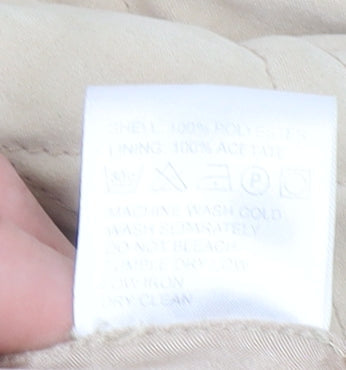 SHELL: 100% POLYESTER
LINING: 100% ACETATE
P
MACHINE WASH COLD
WASH SEPARATELY
DO NOT BLEACH
TUMBLE DRY LOW
LOW IRON
DRY CLEAN